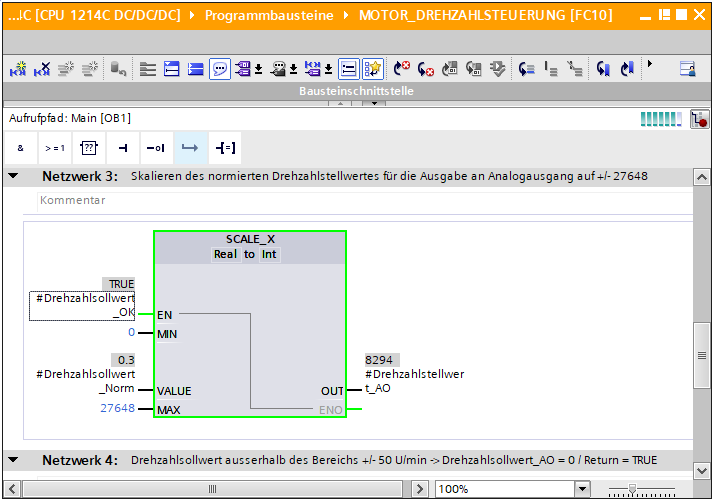 ...IC [CPU 1214C DC/DC/DC] ▸ Programmbausteine ▸ MOTOR_DREHZAHLSTEUERUNG [FC10]
Bausteinschnittstelle
Aufrufpfad: Main [OB1]
& >=1 ??
Netzwerk 3: Skalieren des normierten Drehzahlstellwertes für die Ausgabe an Analogausgang auf +/- 27648
Kommentar
SCALE_X
Real to Int
TRUE
#Drehzahlsollwert
_OK
EN
0
MIN
0.3
#Drehzahlsollwert
_Norm
VALUE
27648
MAX
8294
#Drehzahlstellwer
t_AO
OUT
ENO
Netzwerk 4: Drehzahlsollwert ausserhalb des Bereichs +/- 50 U/min -> Drehzahlsollwert_AO = 0 / Return = TRUE
100%